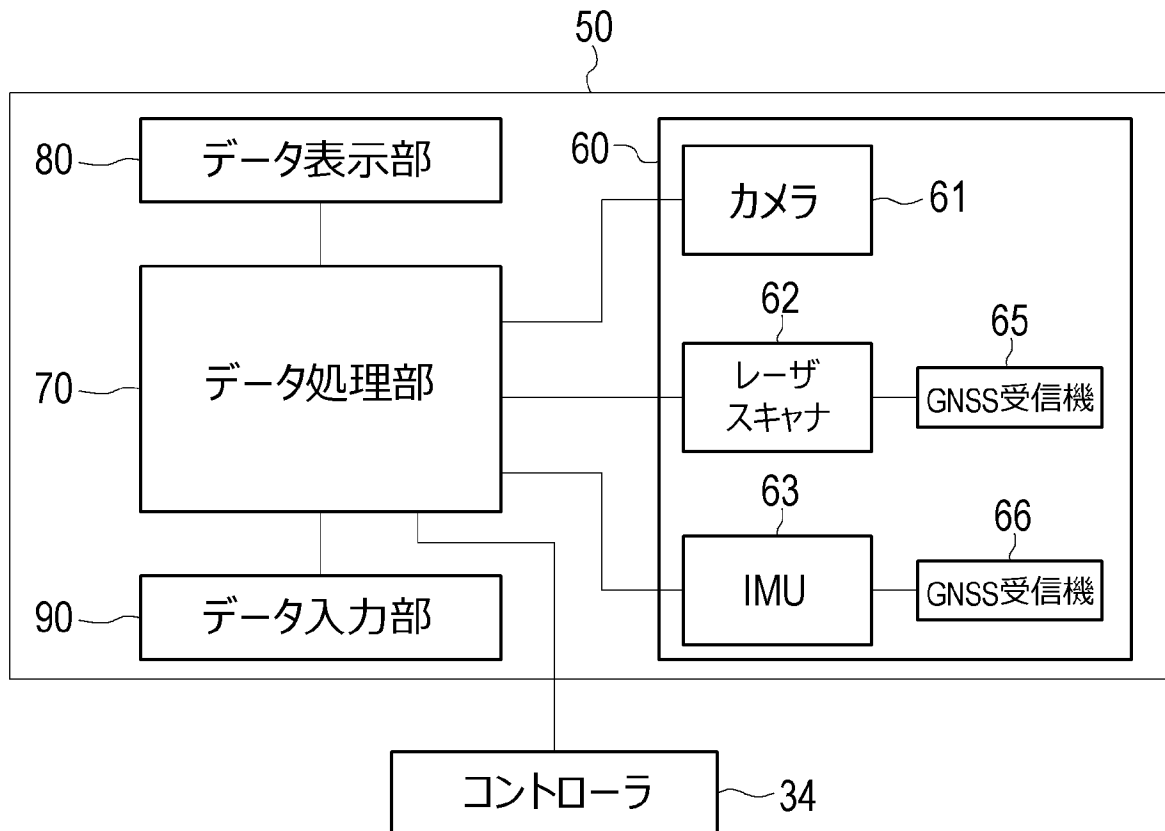 50
80
データ表示部
60
カメラ
61
62
65
70
データ処理部
レーザ
スキャナ
GNSS受信機
63
66
90
データ入力部
IMU
GNSS受信機
コントローラ
34